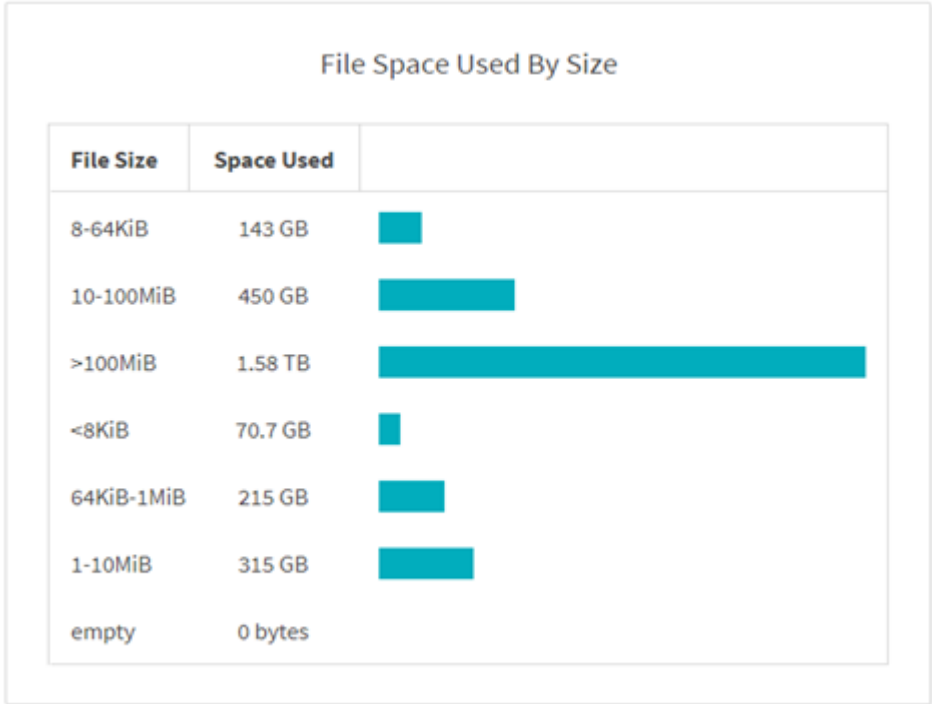 File Space Used By Size
File Size Space Used
8-64KiB 143 GB
10-100MiB 450 GB
>100MiB 1.58 TB
<8KiB 70.7 GB
64KiB-1MiB 215 GB
1-10MiB 315 GB
empty 0 bytes